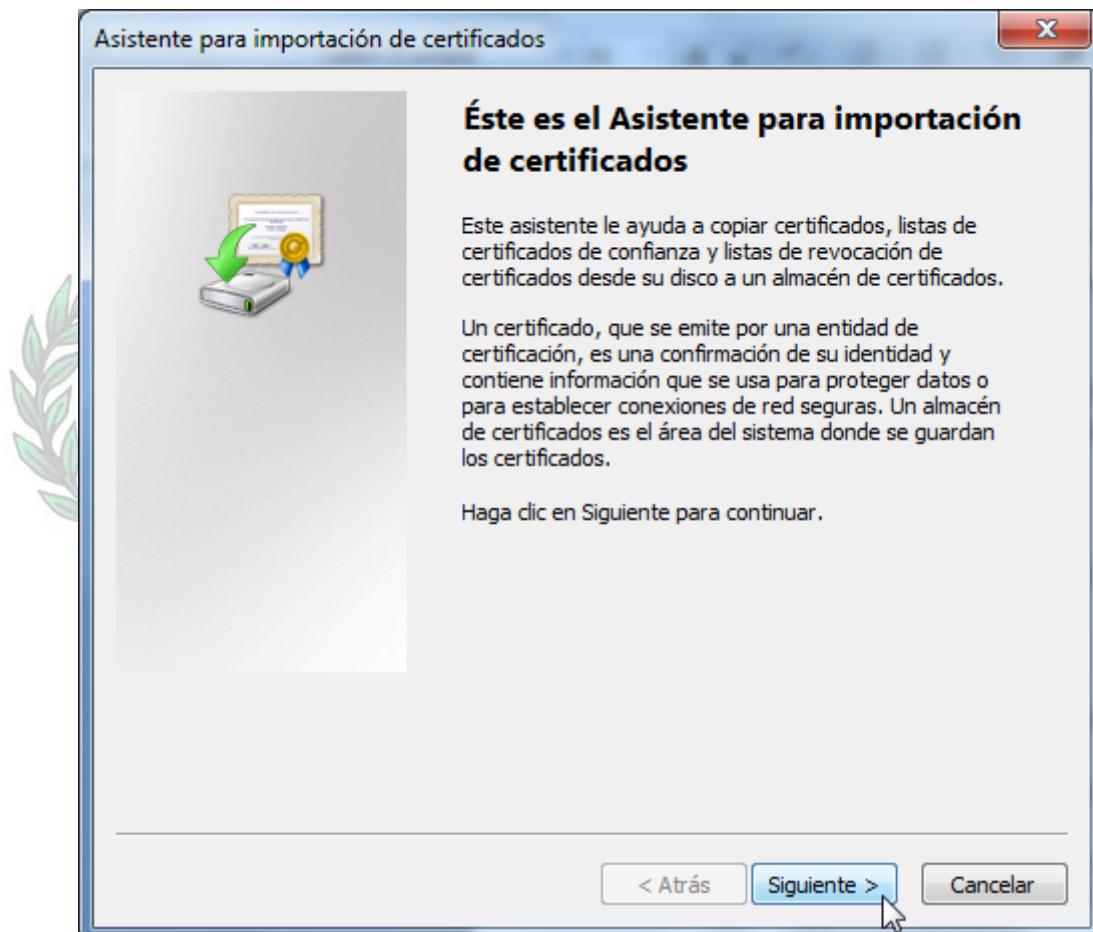 Asistente para importación de certificados
Éste es el Asistente para importación
de certificados
Este asistente le ayuda a copiar certificados, listas de
certificados de confianza y listas de revocación de
certificados desde su disco a un almacén de certificados.
Un certificado, que se emite por una entidad de
certificación, es una confirmación de su identidad y
contiene información que se usa para proteger datos o
para establecer conexiones de red seguras. Un almacén
de certificados es el área del sistema donde se guardan
los certificados.
Haga clic en Siguiente para continuar.
< Atrás
Siguiente >
Cancelar